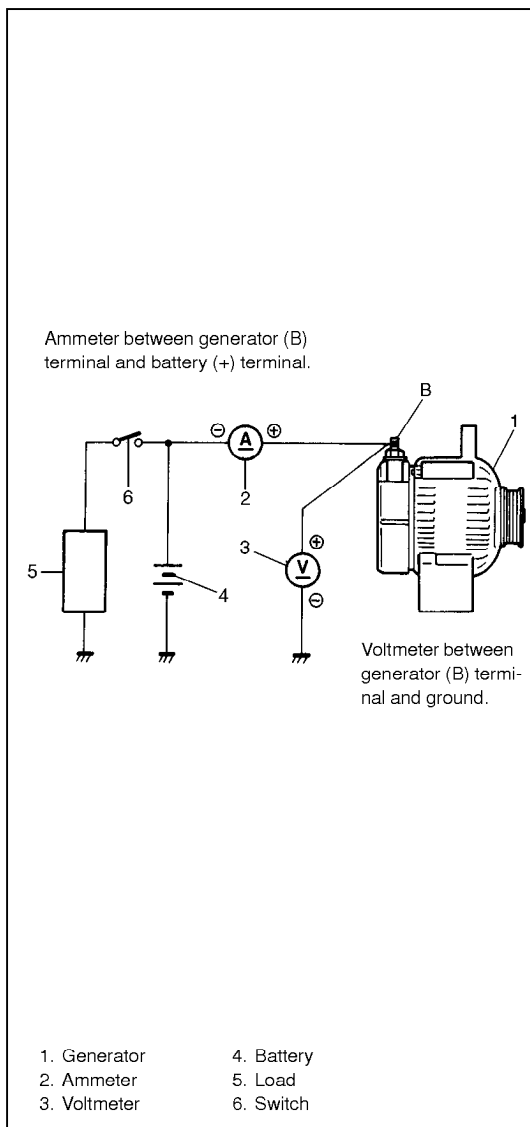 Ammeter between generator (B)
terminal and battery (+) terminal.
B
1
⊖ A ⊕
6
2
3
⊕
V
⊖
5
4
Voltmeter between
generator (B) termi-
nal and ground.
1. Generator
2. Ammeter
3. Voltmeter
4. Battery
5. Load
6. Switch